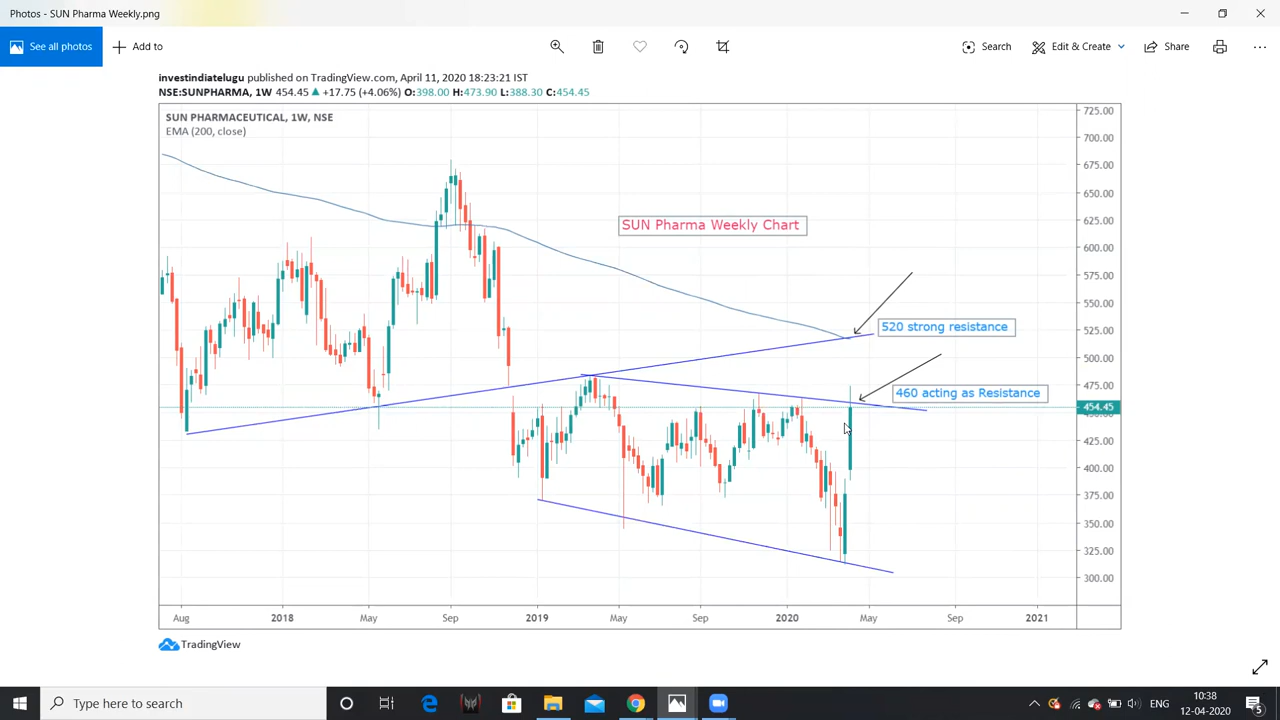 Photos - SUN Pharma Weekly.png
See all photos
Add to
Search
Edit & Create
Share
investindiatelugu published on TradingView.com, April 11, 2020 18:23:21 IST
NSE:SUNPHARMA, 1W 454.45 ▲ +17.75 (+4.06%) O:398.00 H:473.90 L:388.30 C:454.45
SUN PHARMACEUTICAL, 1W, NSE
EMA (200, close)
SUN Pharma Weekly Chart
520 strong resistance
460 acting as Resistance
725.00
700.00
675.00
650.00
625.00
600.00
575.00
550.00
525.00
500.00
475.00
454.45
425.00
400.00
375.00
350.00
325.00
300.00
Aug
2018
May
Sep
2019
May
Sep
2020
May
Sep
2021
TradingView
Type here to search
ENG
10:38
12-04-2020
5